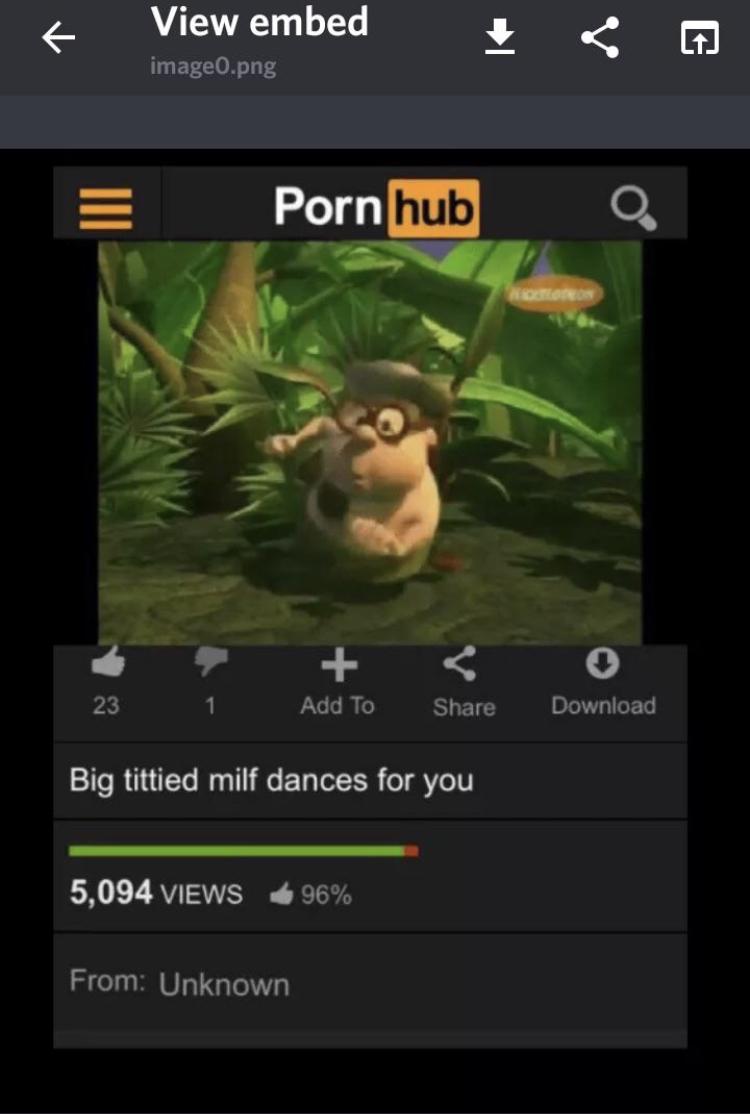 View embed
image0.png
Porn hub
NICKELODEON
23 1 Add To Share Download
Big tittied milf dances for you
5,094 VIEWS 96%
From: Unknown